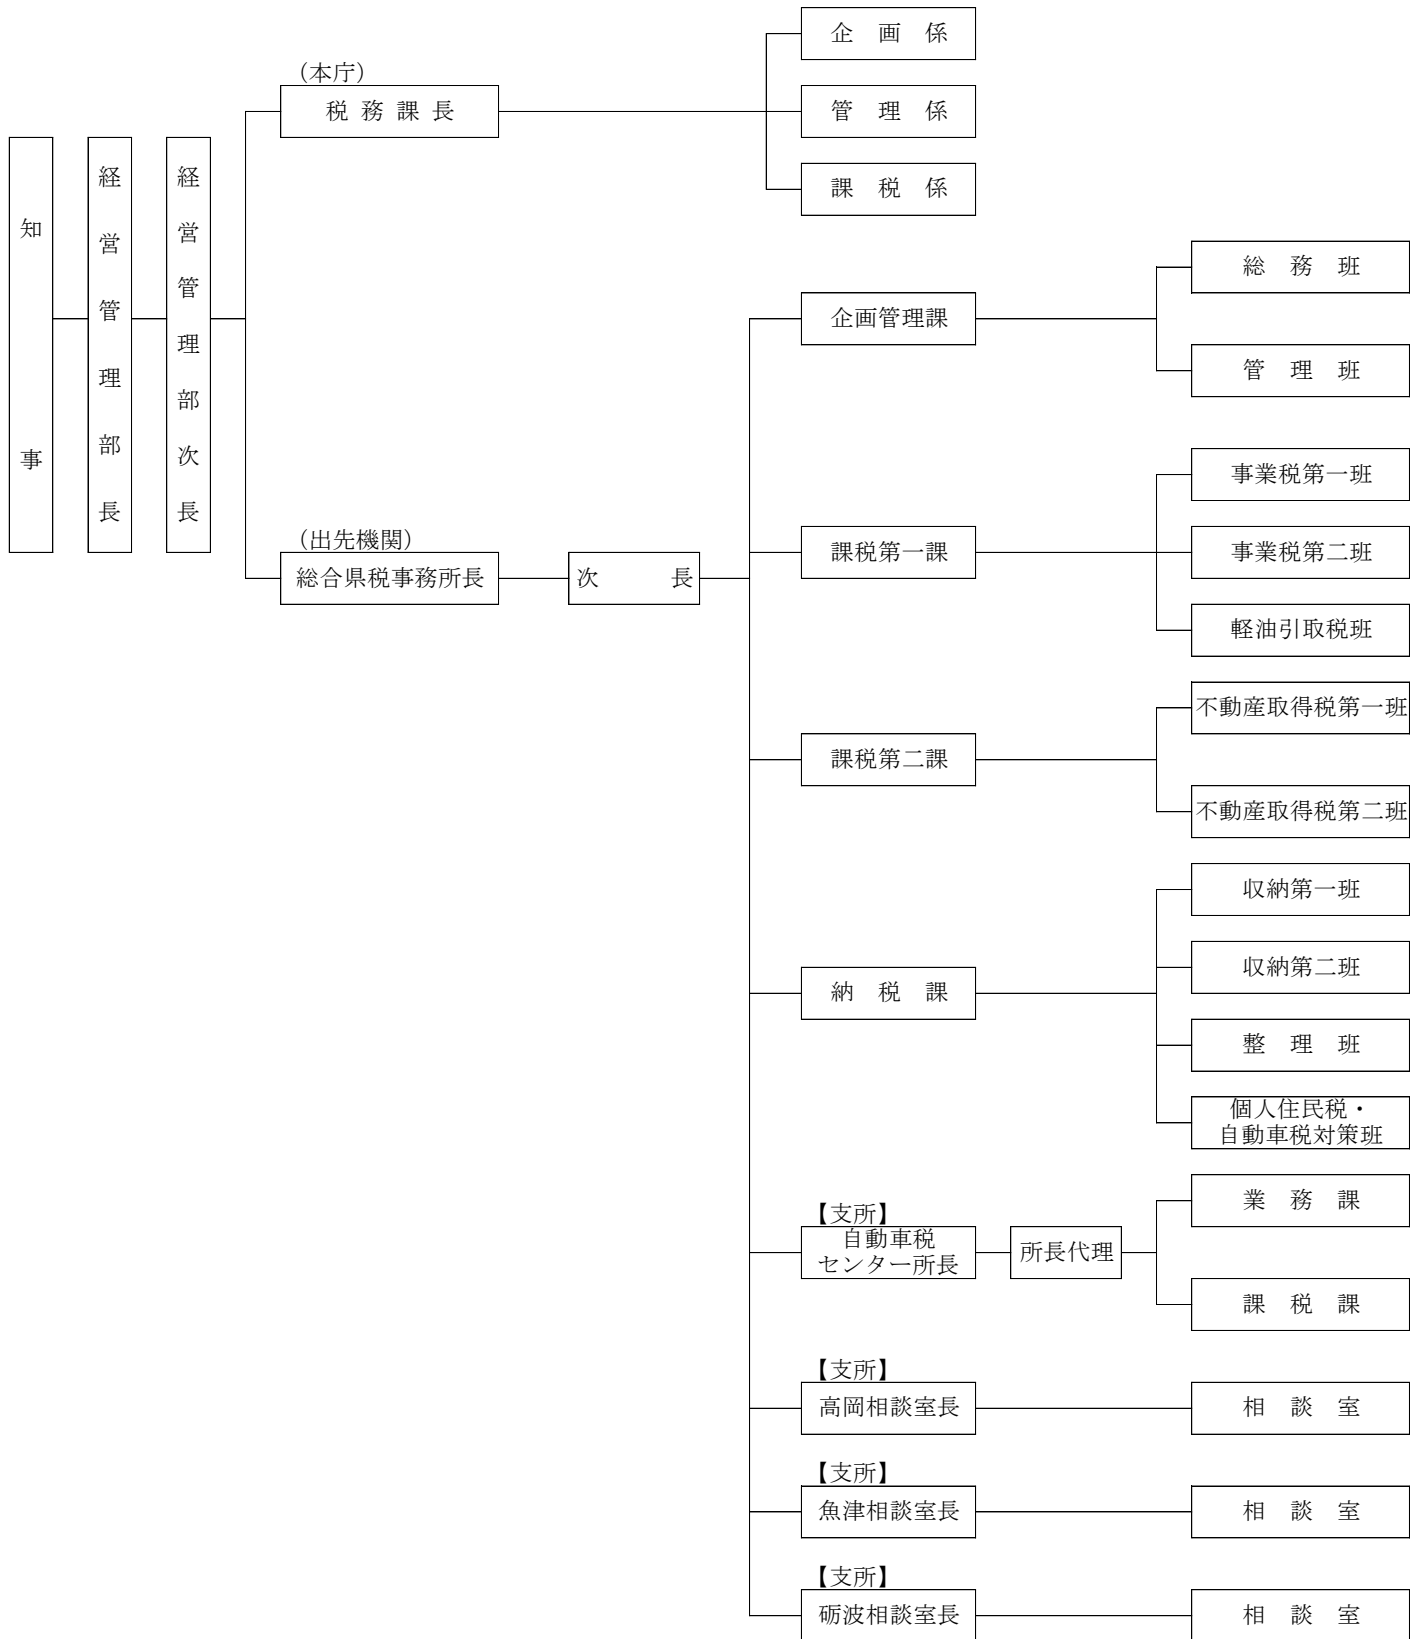 知事
経営管理部長
経営管理部次長
（本庁）
税務課長
企画係
管理係
課税係
（出先機関）
総合県税事務所長
次長
企画管理課
総務班
管理班
課税第一課
事業税第一班
事業税第二班
軽油引取税班
課税第二課
不動産取得税第一班
不動産取得税第二班
納税課
収納第一班
収納第二班
整理班
個人住民税・
自動車税対策班
【支所】
自動車税
センター所長
所長代理
業務課
課税課
【支所】
高岡相談室長
相談室
【支所】
魚津相談室長
相談室
【支所】
砺波相談室長
相談室